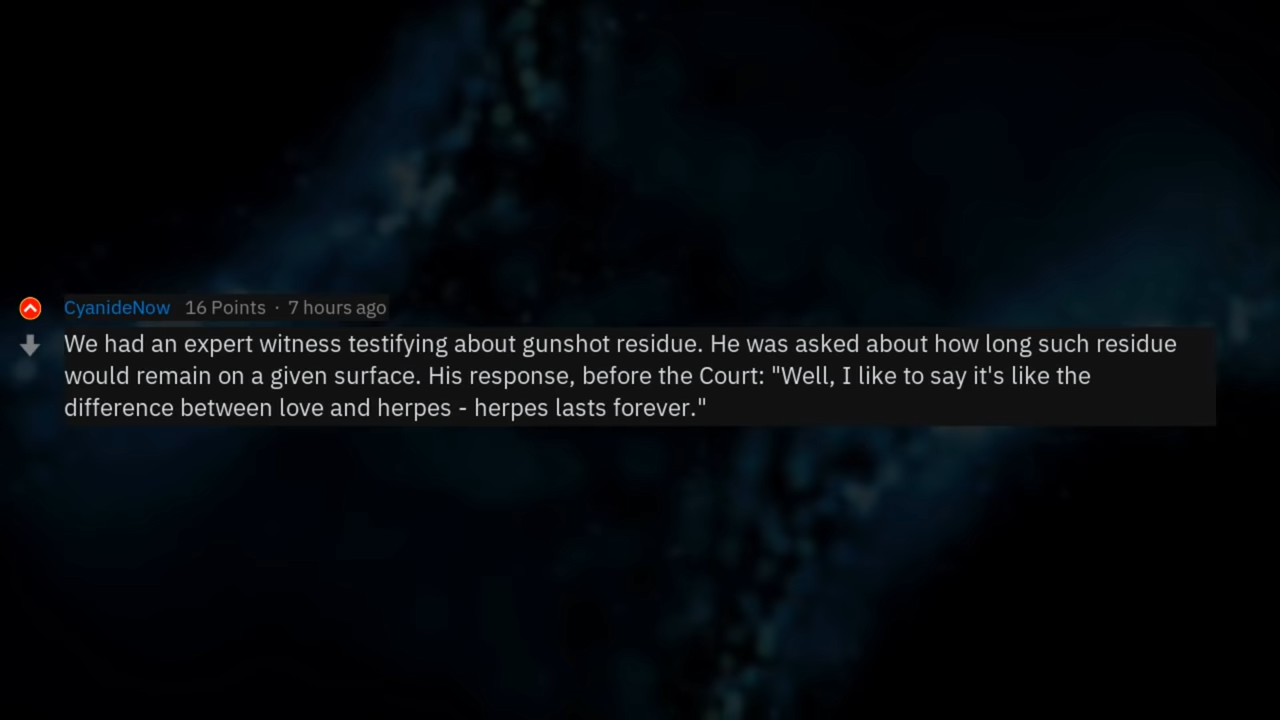 CyanideNow 16 Points · 7 hours ago
We had an expert witness testifying about gunshot residue. He was asked about how long such residue
would remain on a given surface. His response, before the Court: "Well, I like to say it's like the
difference between love and herpes - herpes lasts forever."